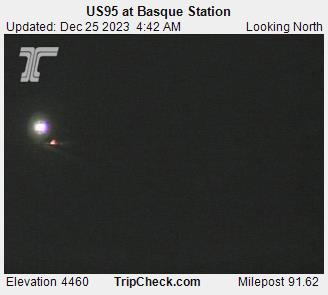 US95 at Basque Station
Updated: Dec 25 2023 4:42 AM Looking North
Elevation 4460 TripCheck.com Milepost 91.62